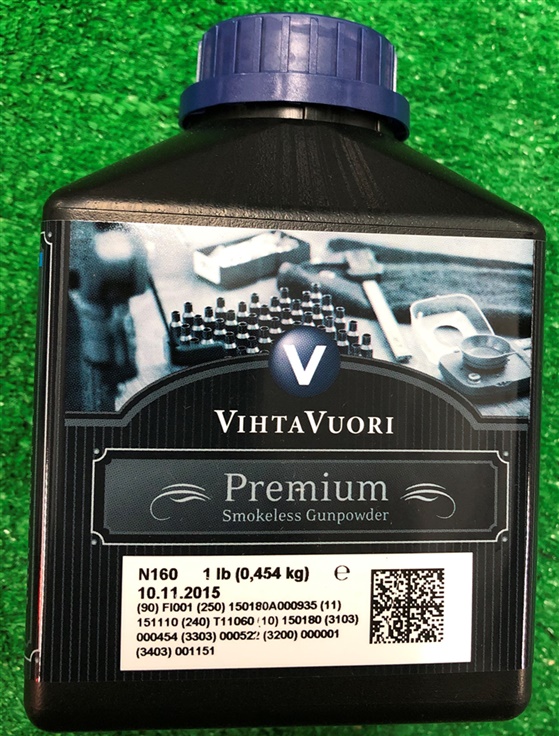 V
VIHTAVUORI
Premium
Smokeless Gunpowder
N160 1 lb (0,454 kg) ℮
10.11.2015
(90) FI001 (250) 150180A000935 (11)
151110 (240) T11060 (10) 150180 (3103)
000454 (3303) 000522 (3200) 000001
(3403) 001151